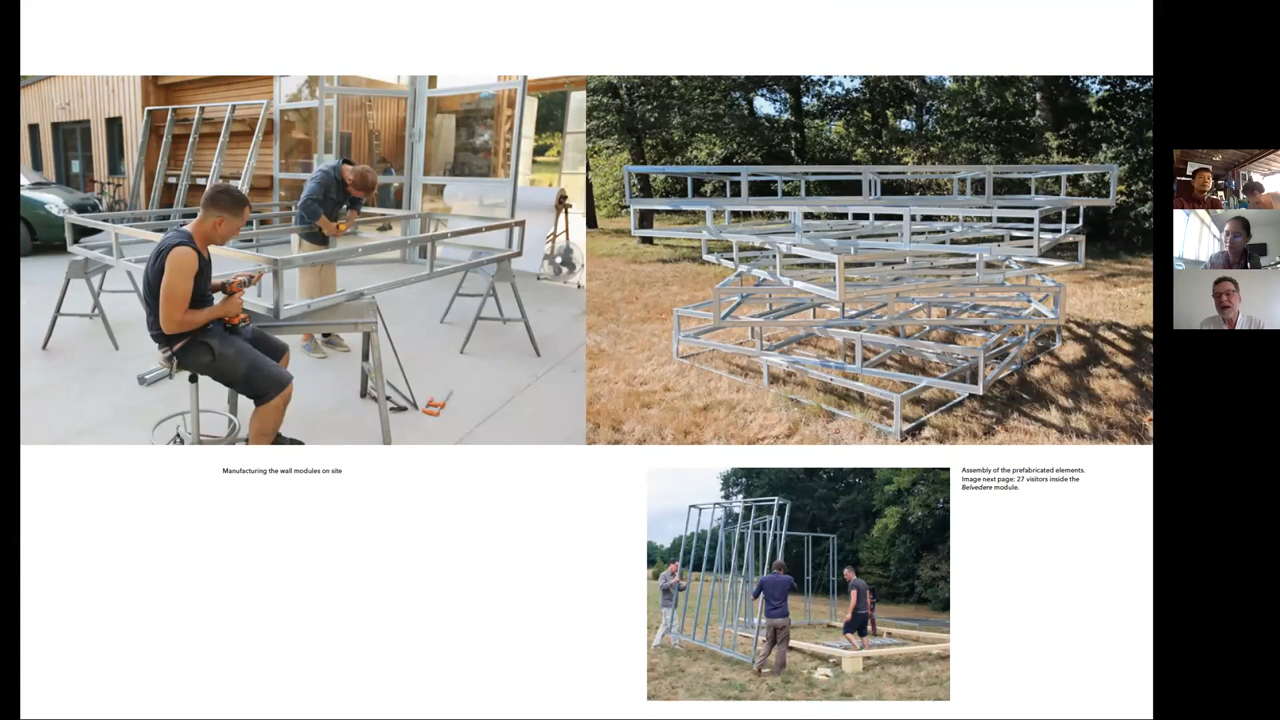 Manufacturing the wall modules on site
Assembly of the prefabricated elements.
Image next page: 27 visitors inside the
Belvedere module.